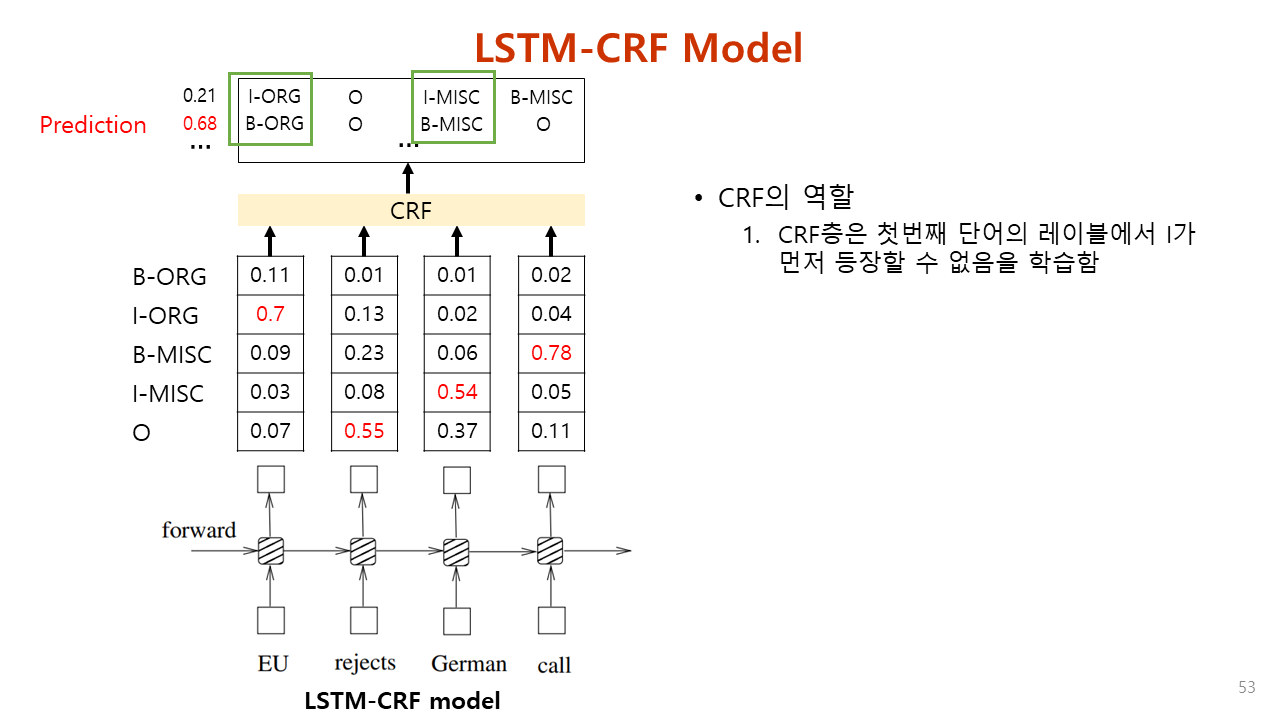 LSTM-CRF Model
0.21 I-ORG O I-MISC B-MISC
Prediction 0.68 B-ORG O B-MISC O
... ...
CRF
B-ORG 0.11 0.01 0.01 0.02
I-ORG 0.7 0.13 0.02 0.04
B-MISC 0.09 0.23 0.06 0.78
I-MISC 0.03 0.08 0.54 0.05
O 0.07 0.55 0.37 0.11
forward
EU rejects German call
LSTM-CRF model
• CRF의 역할
1. CRF층은 첫번째 단어의 레이블에서 I가
먼저 등장할 수 없음을 학습함
53